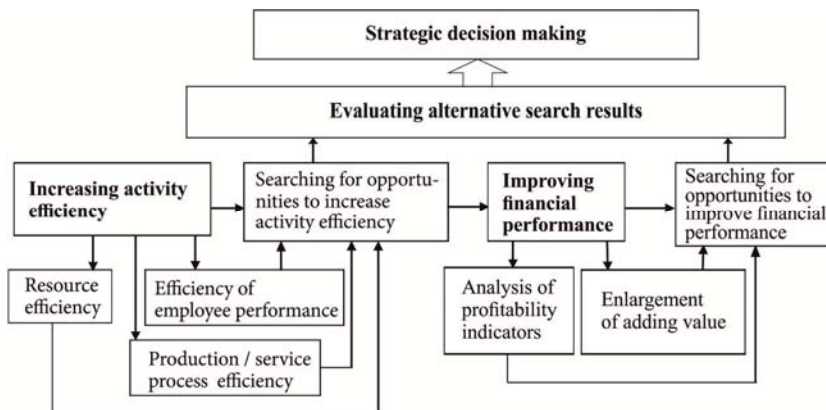 Strategic decision making
Evaluating alternative search results
Increasing activity
efficiency
Searching for opportu-
nities to increase
activity efficiency
Improving
financial
performance
Searching for
opportunities to
improve financial
performance
Resource
efficiency
Efficiency of
employee performance
Production / service
process efficiency
Analysis of
profitability
indicators
Enlargement
of adding value